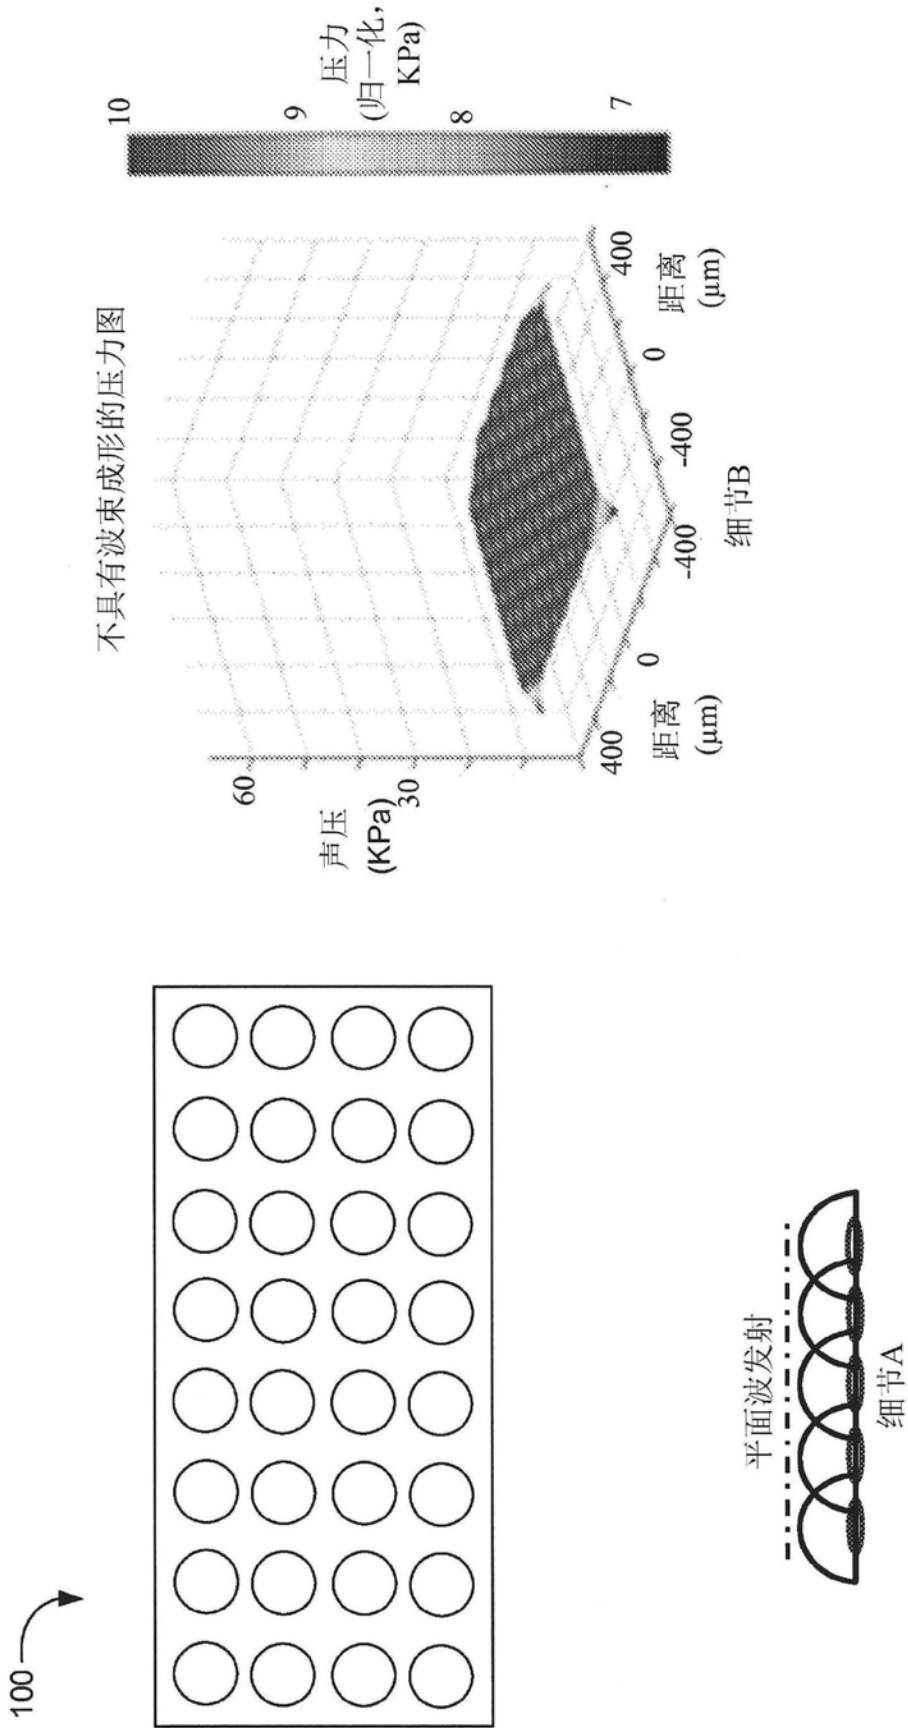 100
平面波发射
细节A
不具有波束成形的压力图
声压
(KPa)
60
30
400
0
-400
距离
(μm)
-400
0
400
距离
(μm)
细节B
10
9
8
7
压力
(归一化,
KPa)